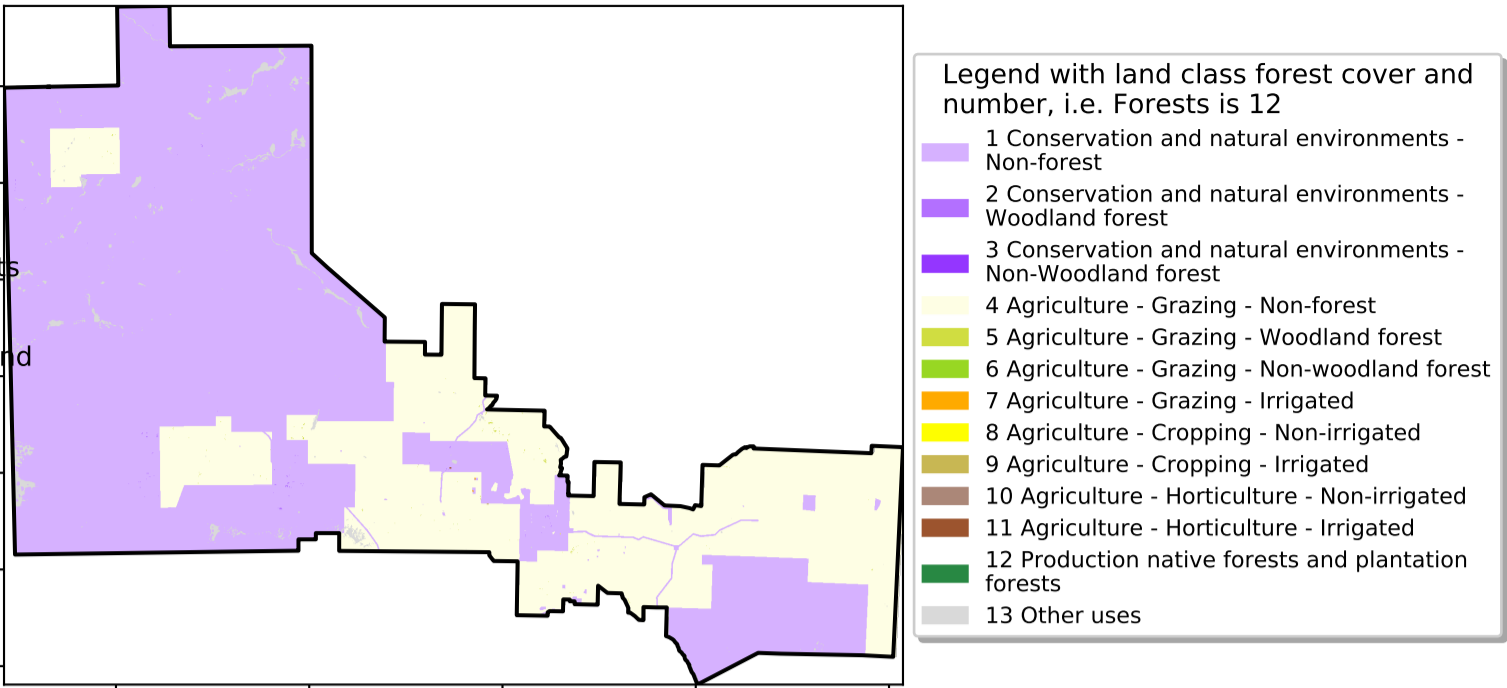 Legend with land class forest cover and
number, i.e. Forests is 12
1 Conservation and natural environments -
Non-forest
2 Conservation and natural environments -
Woodland forest
3 Conservation and natural environments -
Non-Woodland forest
ts
4 Agriculture - Grazing - Non-forest
5 Agriculture - Grazing - Woodland forest
nd
6 Agriculture - Grazing - Non-woodland forest
7 Agriculture - Grazing - Irrigated
8 Agriculture - Cropping - Non-irrigated
9 Agriculture - Cropping - Irrigated
10 Agriculture - Horticulture - Non-irrigated
11 Agriculture - Horticulture - Irrigated
12 Production native forests and plantation
forests
13 Other uses